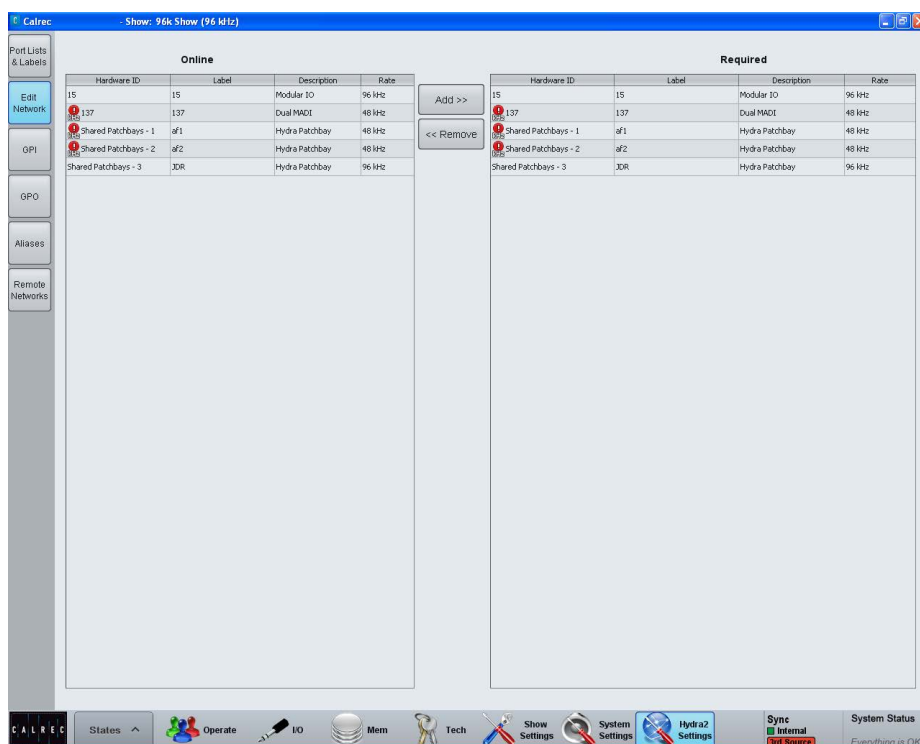 Calrec - Show: 96k Show (96 kHz)
Port Lists & Labels
Edit Network
GPI
GPO
Aliases
Remote Networks
Online
Hardware ID Label Description Rate
15 15 Modular IO 96 kHz
137 137 Dual MADI 48 kHz
Shared Patchbays - 1 af1 Hydra Patchbay 48 kHz
Shared Patchbays - 2 af2 Hydra Patchbay 48 kHz
Shared Patchbays - 3 JDR Hydra Patchbay 96 kHz
Add >>
<< Remove
Required
Hardware ID Label Description Rate
15 15 Modular IO 96 kHz
137 137 Dual MADI 48 kHz
Shared Patchbays - 1 af1 Hydra Patchbay 48 kHz
Shared Patchbays - 2 af2 Hydra Patchbay 48 kHz
Shared Patchbays - 3 JDR Hydra Patchbay 96 kHz
CALREC
States
Operate
I/O
Mem
Tech
Show Settings
System Settings
Hydra2 Settings
Sync
Internal
3rd Source
System Status
Everything is OK